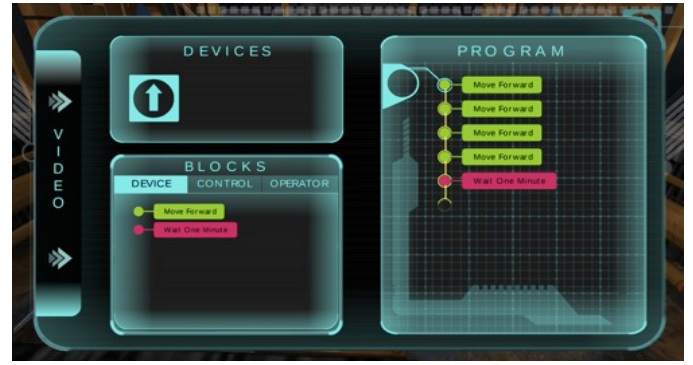 VIDEO
DEVICES
BLOCKS
DEVICE CONTROL OPERATOR
Move Forward
Wait One Minute
PROGRAM
Move Forward
Move Forward
Move Forward
Move Forward
Wait One Minute